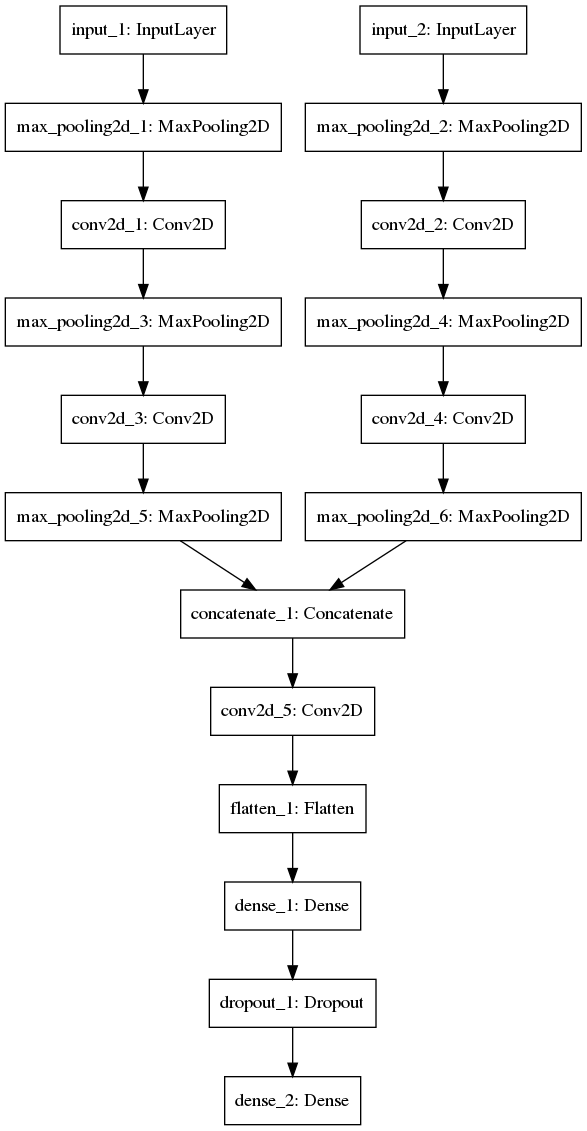 input_1: InputLayer
input_2: InputLayer
max_pooling2d_1: MaxPooling2D
max_pooling2d_2: MaxPooling2D
conv2d_1: Conv2D
conv2d_2: Conv2D
max_pooling2d_3: MaxPooling2D
max_pooling2d_4: MaxPooling2D
conv2d_3: Conv2D
conv2d_4: Conv2D
max_pooling2d_5: MaxPooling2D
max_pooling2d_6: MaxPooling2D
concatenate_1: Concatenate
conv2d_5: Conv2D
flatten_1: Flatten
dense_1: Dense
dropout_1: Dropout
dense_2: Dense